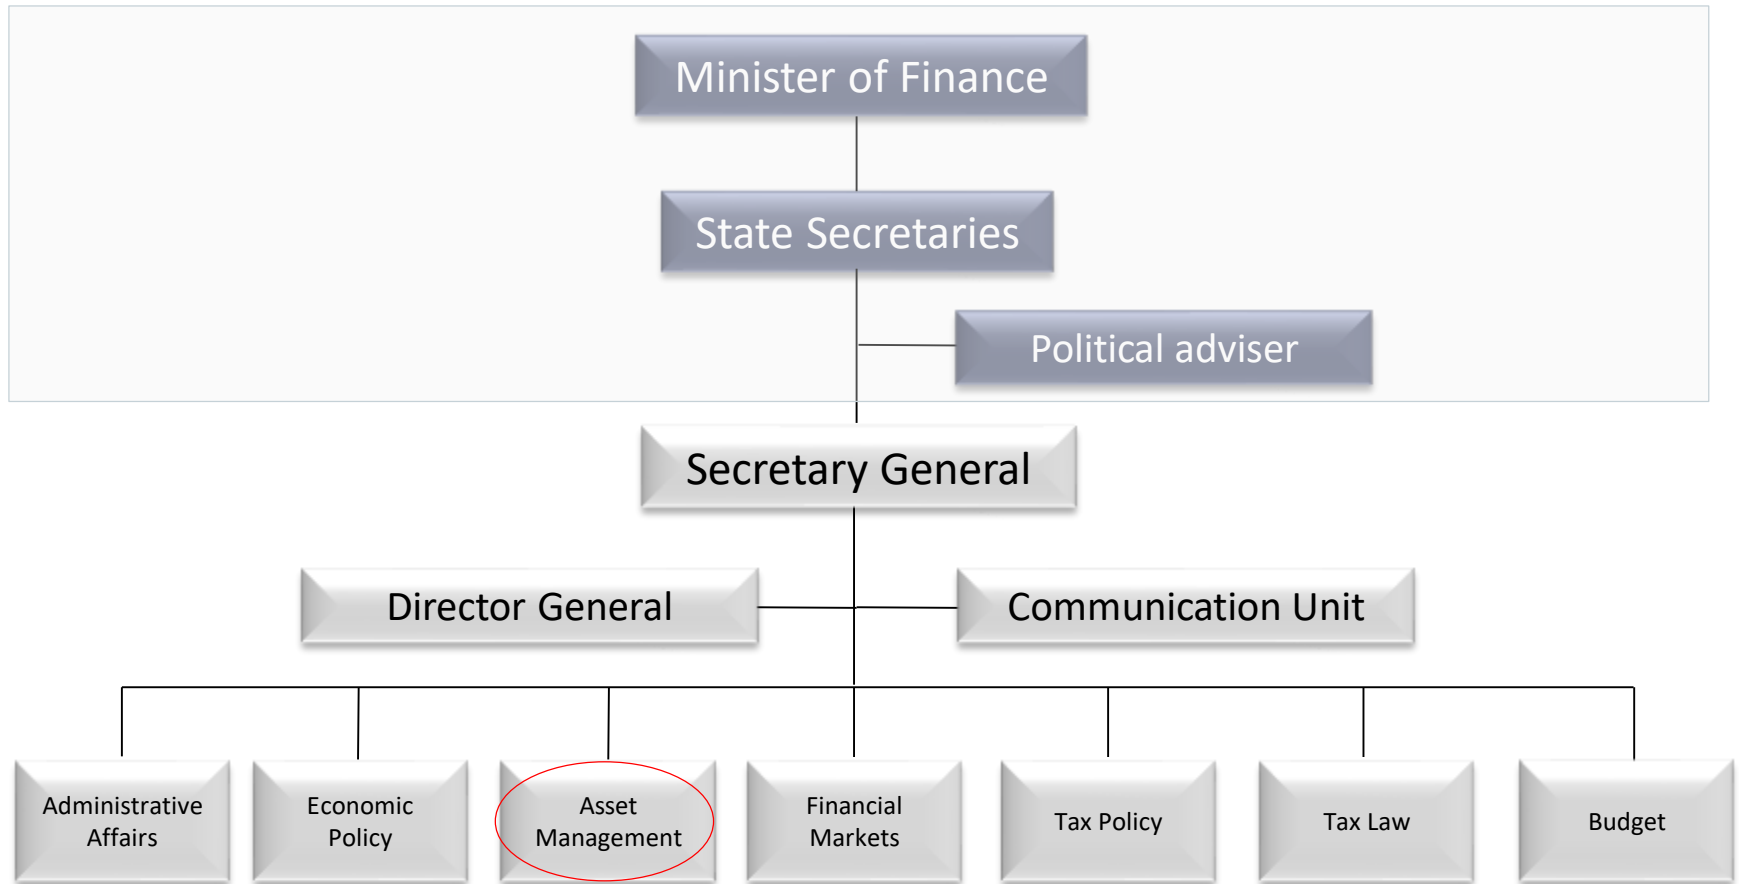 Minister of Finance
State Secretaries
Political adviser
Secretary General
Director General
Communication Unit
Administrative
Affairs
Economic
Policy
Asset
Management
Financial
Markets
Tax Policy
Tax Law
Budget